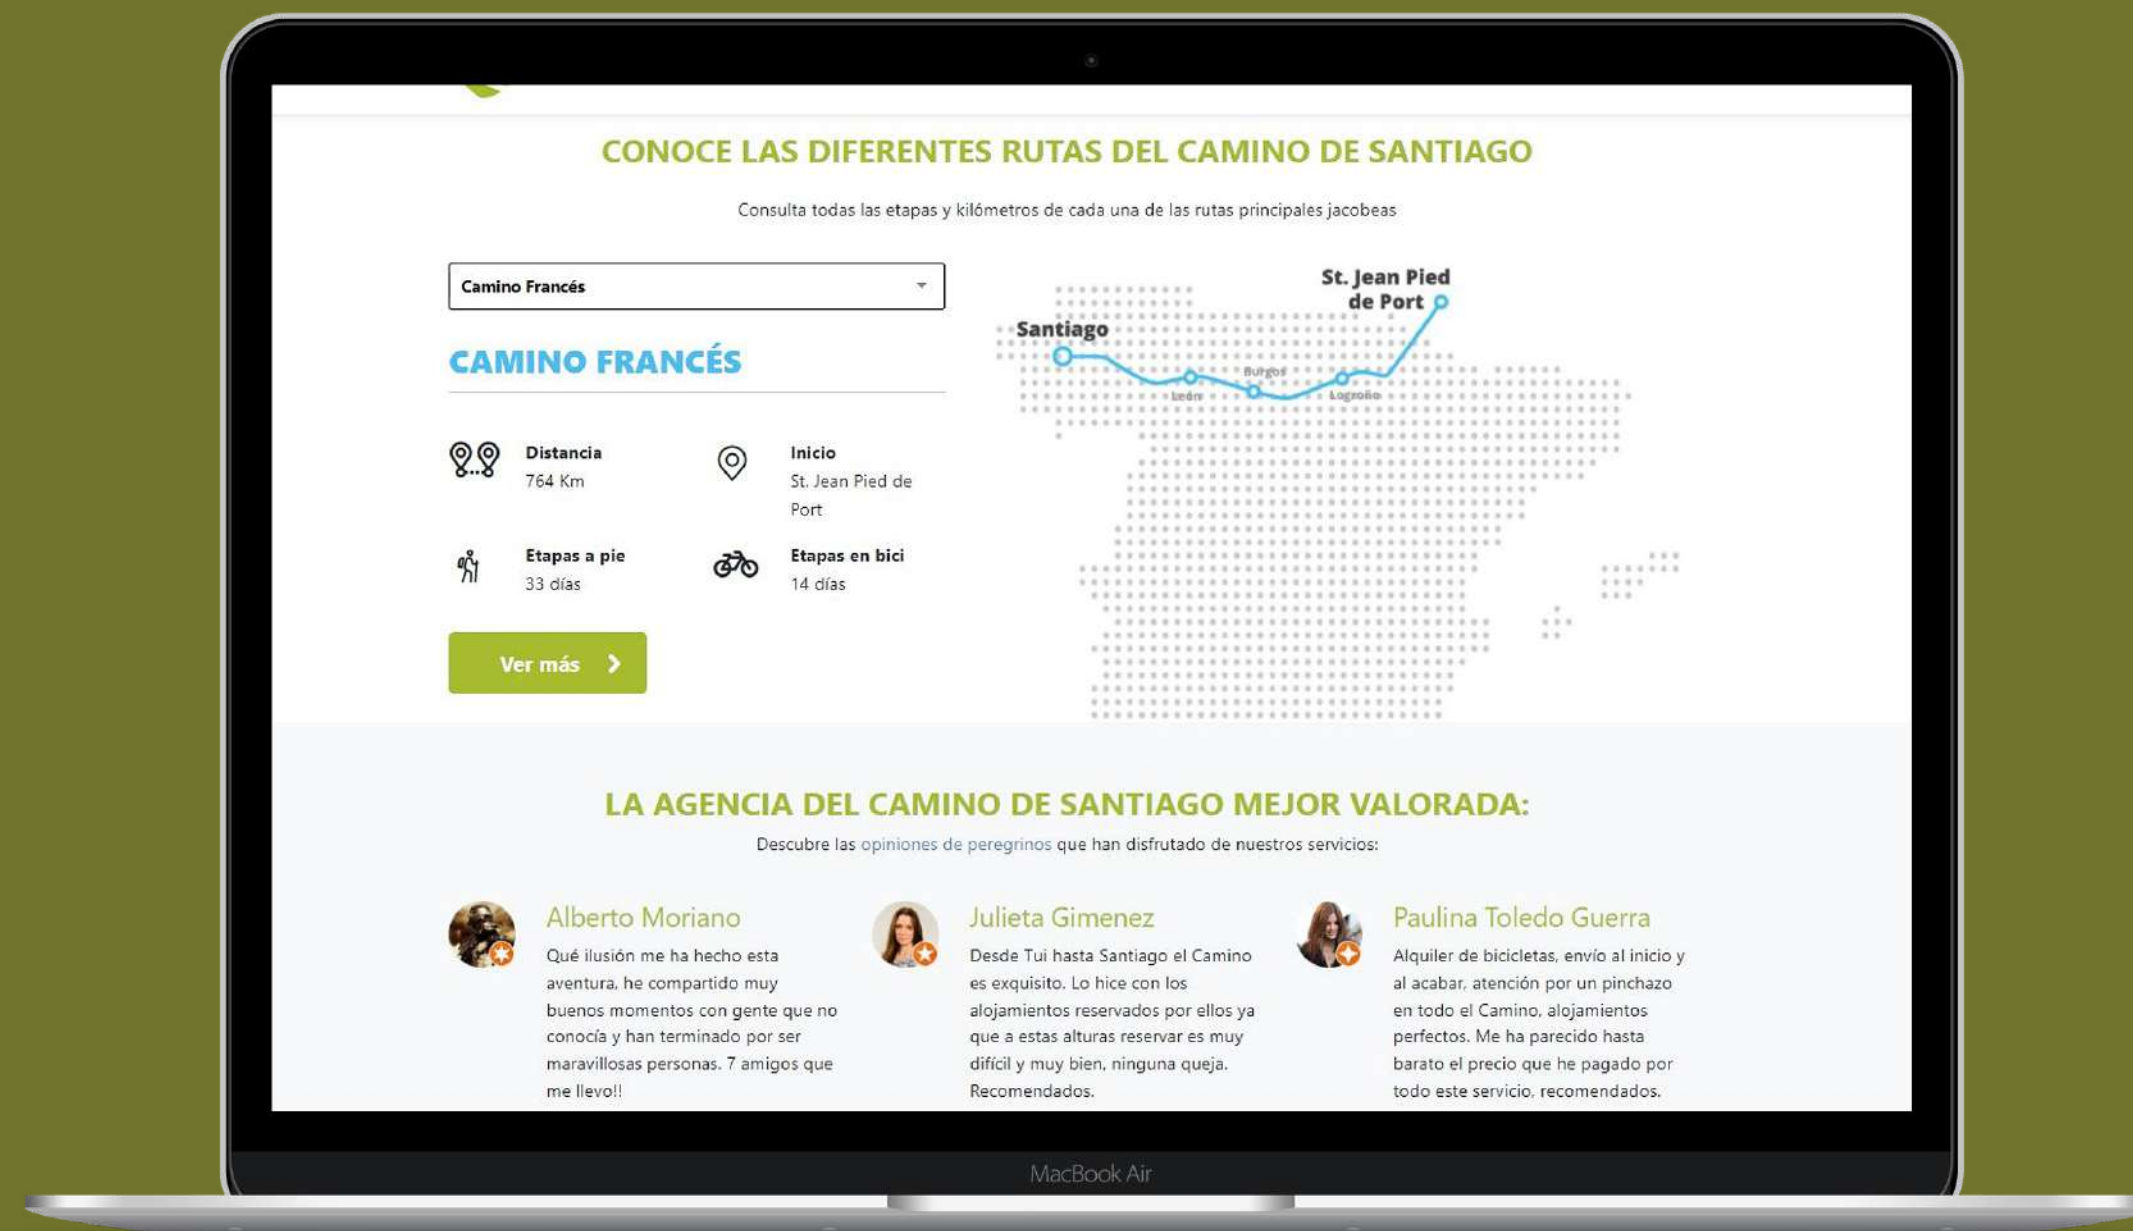 CONOCE LAS DIFERENTES RUTAS DEL CAMINO DE SANTIAGO
Consulta todas las etapas y kilómetros de cada una de las rutas principales jacobeas
Camino Francés
CAMINO FRANCÉS
Distancia
764 Km
Inicio
St. Jean Pied de
Port
Etapas a pie
33 días
Etapas en bici
14 días
Ver más
St. Jean Pied
de Port
Santiago
León
Burgos
Logroño
LA AGENCIA DEL CAMINO DE SANTIAGO MEJOR VALORADA:
Descubre las opiniones de peregrinos que han disfrutado de nuestros servicios:
Alberto Moriano
Qué ilusión me ha hecho esta
aventura, he compartido muy
buenos momentos con gente que no
conocía y han terminado por ser
maravillosas personas. 7 amigos que
me llevo!!
Julieta Gimenez
Desde Tui hasta Santiago el Camino
es exquisito. Lo hice con los
alojamientos reservados por ellos ya
que a estas alturas reservar es muy
difícil y muy bien, ninguna queja.
Recomendados.
Paulina Toledo Guerra
Alquiler de bicicletas, envío al inicio y
al acabar, atención por un pinchazo
en todo el Camino, alojamientos
perfectos. Me ha parecido hasta
barato el precio que he pagado por
todo este servicio, recomendados.
MacBook Air